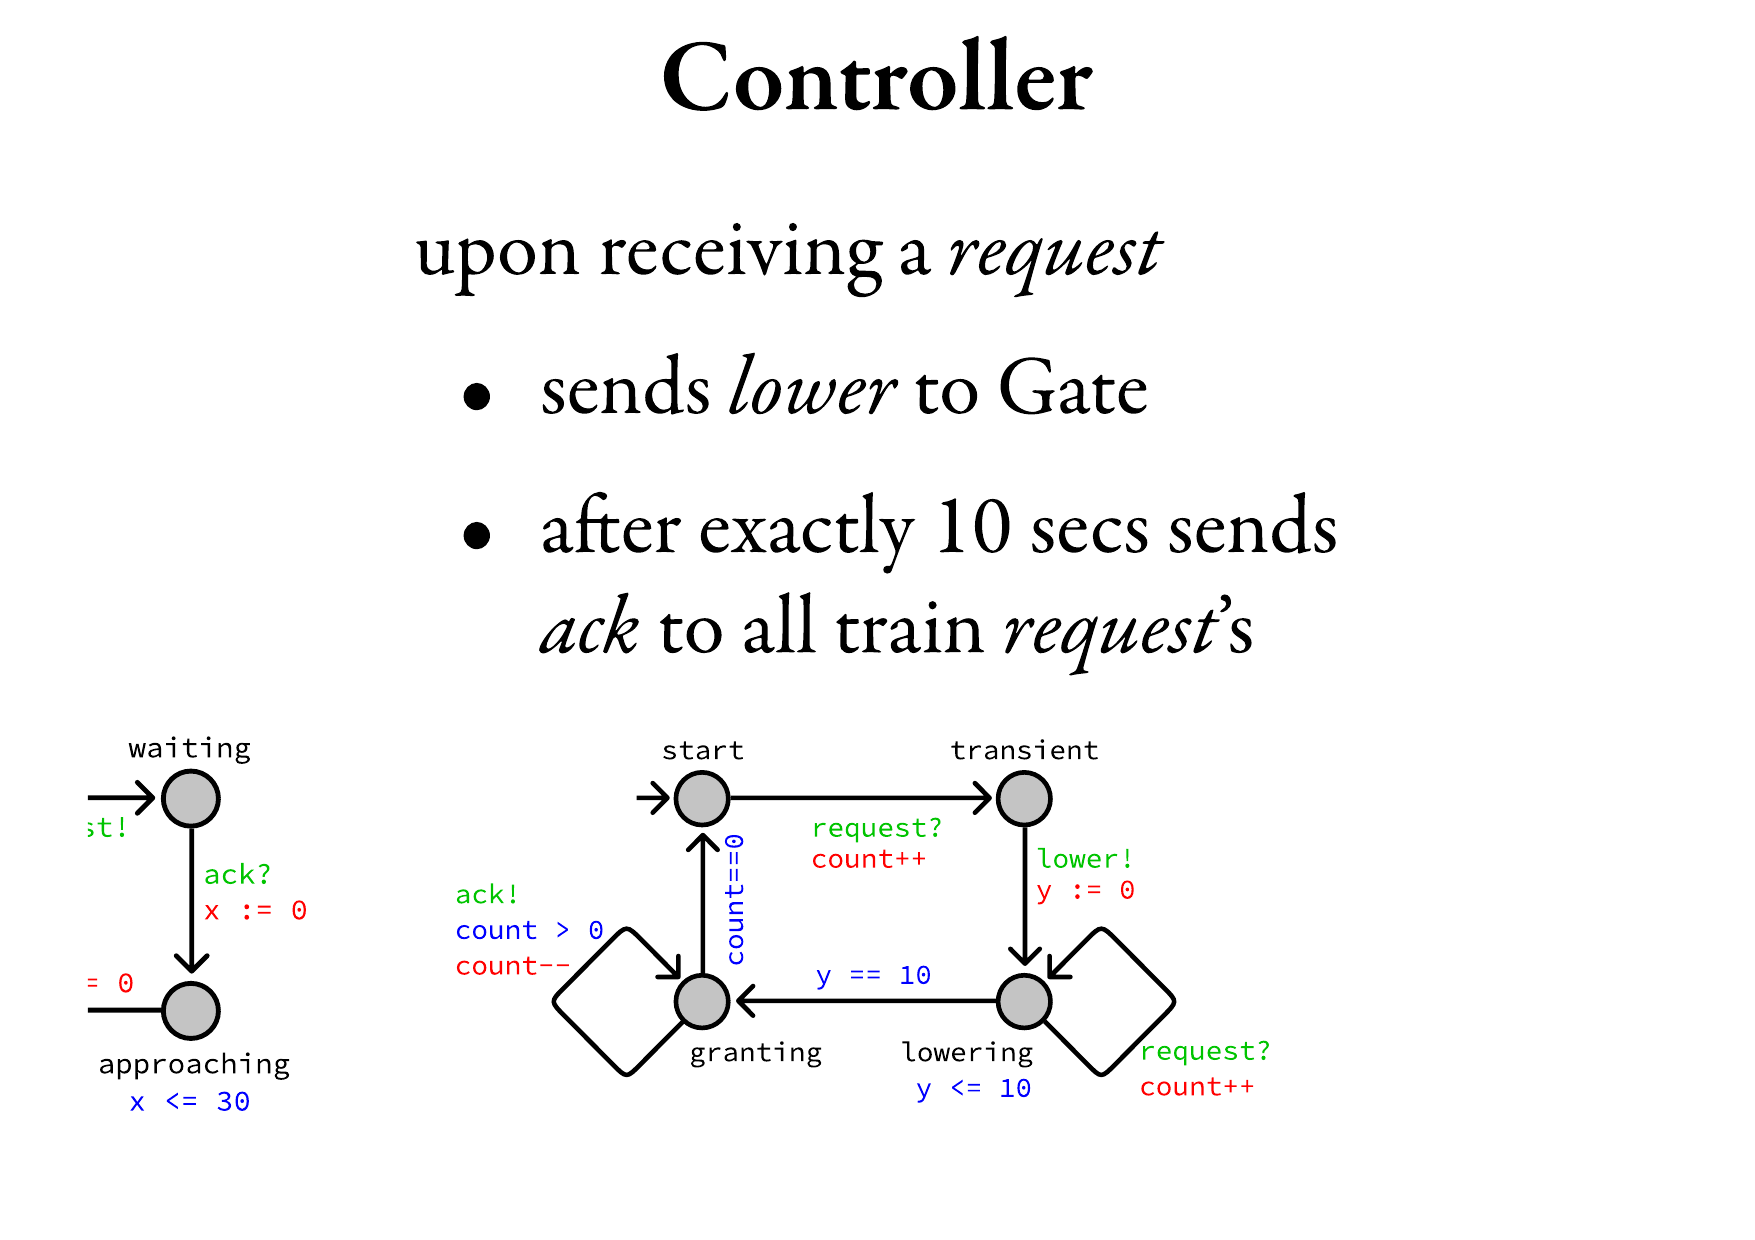 Controller
upon receiving a request
• sends lower to Gate
• after exactly 10 secs sends
ack to all train request’s
waiting
st!
ack?
x := 0
= 0
approaching
x <= 30
start
transient
request?
count++
lower!
y := 0
count==0
ack!
count > 0
count--
y == 10
granting
lowering
y <= 10
request?
count++